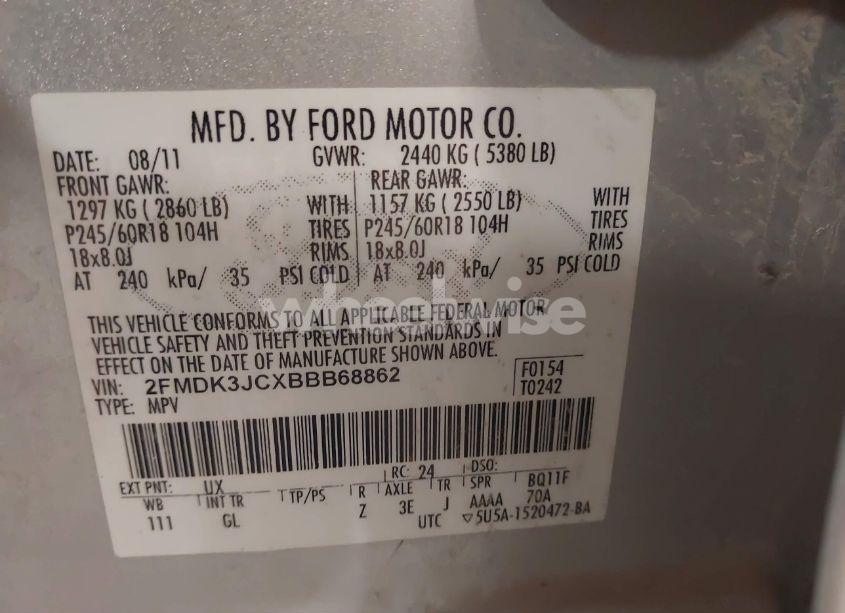 MFD. BY FORD MOTOR CO.
DATE: 08/11 GVWR: 2440 KG ( 5380 LB)
FRONT GAWR: REAR GAWR:
1297 KG ( 2860 LB) WITH 1157 KG ( 2550 LB) WITH
P245/60R18 104H TIRES P245/60R18 104H TIRES
18x8.0J RIMS 18x8.0J RIMS
AT 240 kPa/ 35 PSI COLD AT 240 kPa/ 35 PSI COLD
wheelwise
THIS VEHICLE CONFORMS TO ALL APPLICABLE FEDERAL MOTOR
VEHICLE SAFETY AND THEFT PREVENTION STANDARDS IN
EFFECT ON THE DATE OF MANUFACTURE SHOWN ABOVE.
VIN: 2FMDK3JCXBBB68862 F0154
TYPE: MPV T0242
RC: 24 DSO:
EXT PNT: UX R AXLE TR SPR BQ11F
WB INT TR TP/PS Z 3E J AAAA 70A
111 GL UTC ▽5U5A-1520472-BA